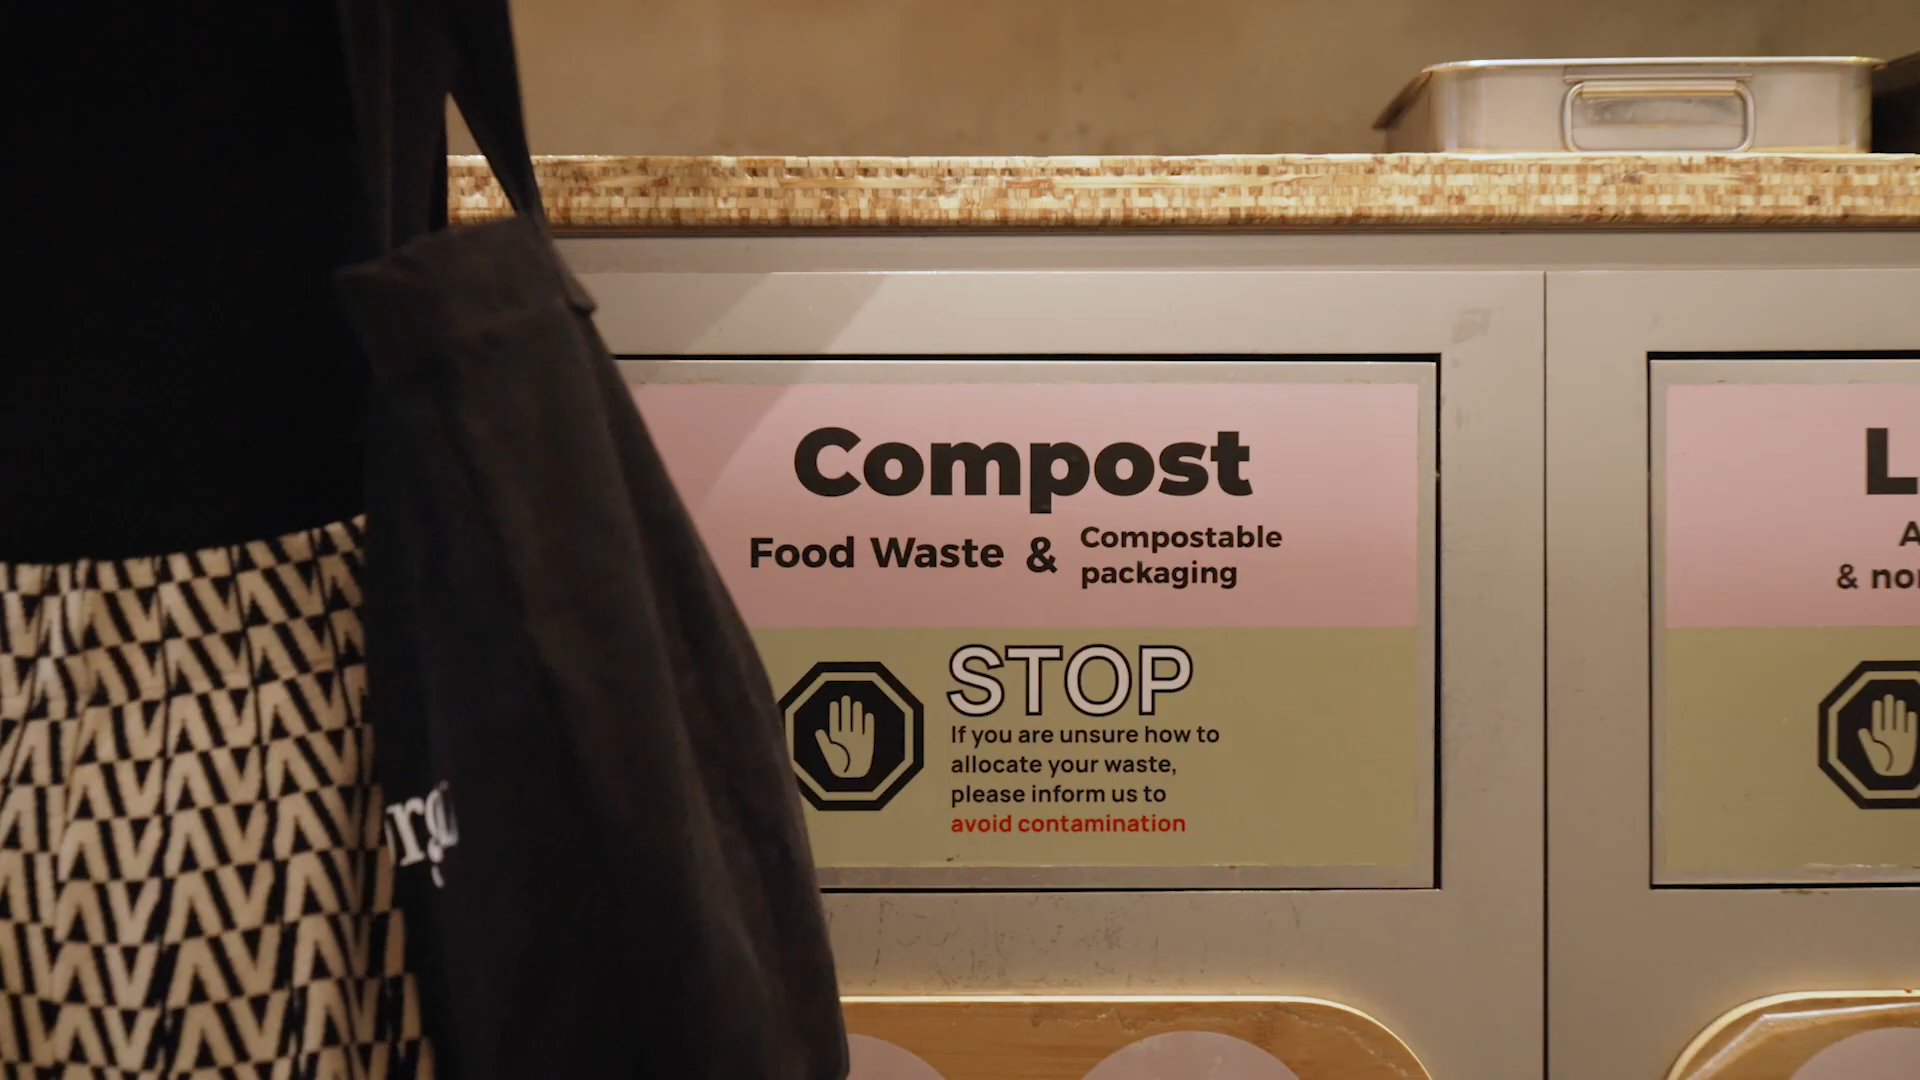 Compost
Food Waste & Compostable
packaging
STOP
If you are unsure how to
allocate your waste,
please inform us to
avoid contamination
&